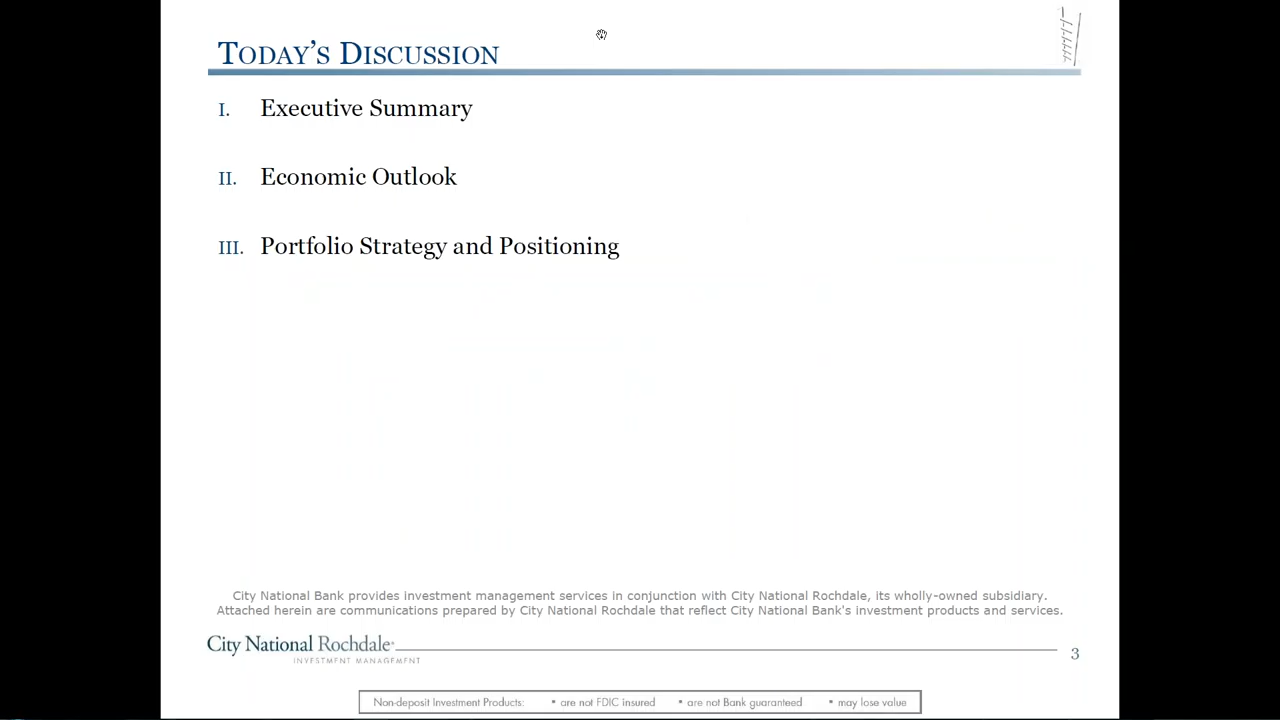 TODAY'S DISCUSSION
I. Executive Summary
II. Economic Outlook
III. Portfolio Strategy and Positioning
City National Bank provides investment management services in conjunction with City National Rochdale, its wholly-owned subsidiary.
Attached herein are communications prepared by City National Rochdale that reflect City National Bank's investment products and services.
City National Rochdale®
INVESTMENT MANAGEMENT
3
Non-deposit Investment Products: • are not FDIC insured • are not Bank guaranteed • may lose value